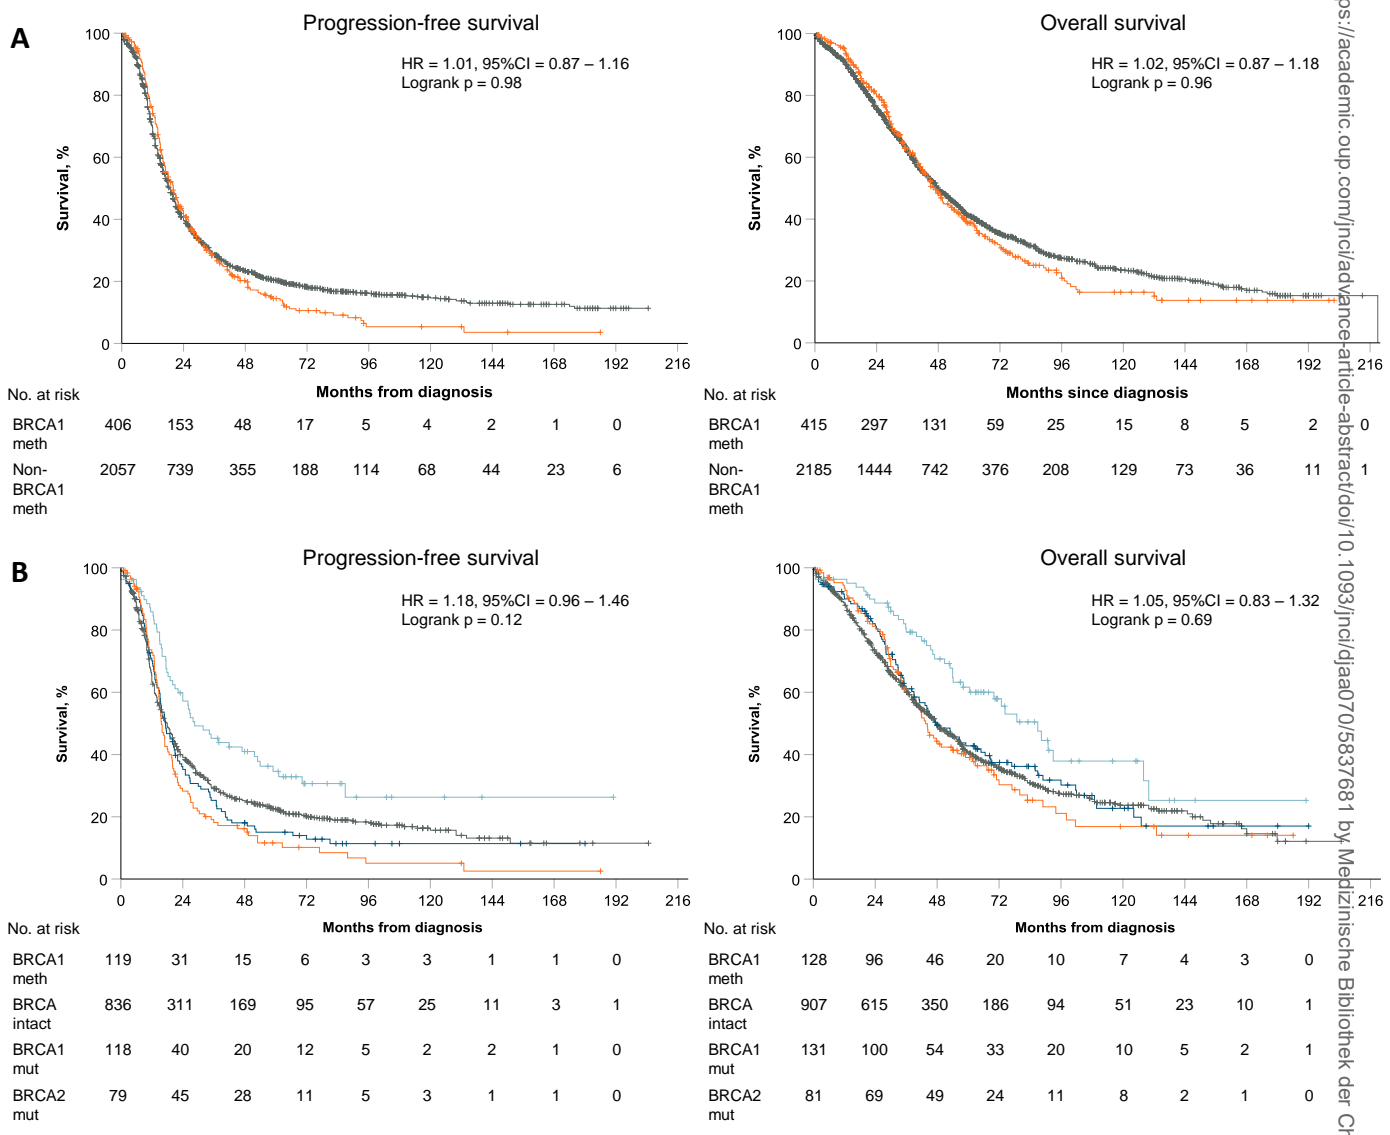 A
Progression-free survival
HR = 1.01, 95%CI = 0.87 – 1.16
Logrank p = 0.98
Survival, %
100
80
60
40
20
0
0 24 48 72 96 120 144 168 192 216
Months from diagnosis
No. at risk
BRCA1 meth 406 153 48 17 5 4 2 1 0
Non-BRCA1 meth 2057 739 355 188 114 68 44 23 6
Overall survival
HR = 1.02, 95%CI = 0.87 – 1.18
Logrank p = 0.96
Survival, %
100
80
60
40
20
0
0 24 48 72 96 120 144 168 192 216
Months since diagnosis
No. at risk
BRCA1 meth 415 297 131 59 25 15 8 5 2 0
Non-BRCA1 meth 2185 1444 742 376 208 129 73 36 11 1
B
Progression-free survival
HR = 1.18, 95%CI = 0.96 – 1.46
Logrank p = 0.12
Survival, %
100
80
60
40
20
0
0 24 48 72 96 120 144 168 192 216
Months from diagnosis
No. at risk
BRCA1 meth 119 31 15 6 3 3 1 1 0
BRCA intact 836 311 169 95 57 25 11 3 1
BRCA1 mut 118 40 20 12 5 2 2 1 0
BRCA2 mut 79 45 28 11 5 3 1 1 0
Overall survival
HR = 1.05, 95%CI = 0.83 – 1.32
Logrank p = 0.69
Survival, %
100
80
60
40
20
0
0 24 48 72 96 120 144 168 192 216
Months from diagnosis
No. at risk
BRCA1 meth 128 96 46 20 10 7 4 3 0
BRCA intact 907 615 350 186 94 51 23 10 1
BRCA1 mut 131 100 54 33 20 10 5 2 1
BRCA2 mut 81 69 49 24 11 8 2 1 0
ps://academic.oup.com/jnci/advance-article-abstract/doi/10.1093/jnci/djaa070/5837681 by Medizinische Bibliothek der Ch